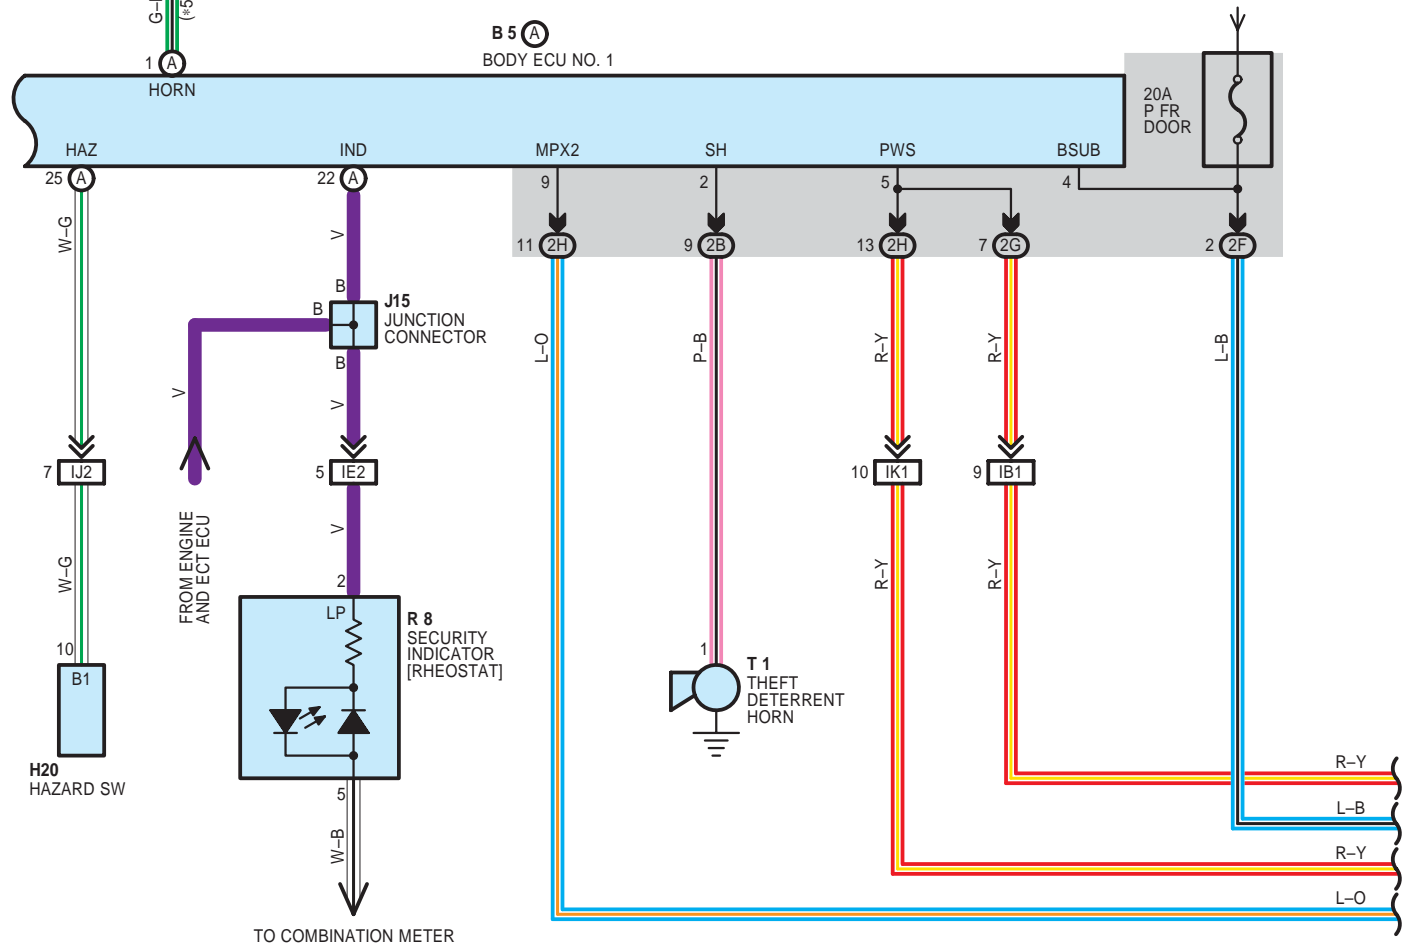 G–
(*5
B 5 A
BODY ECU NO. 1
1 A
HORN
20A
P FR
DOOR
HAZ
IND
MPX2
SH
PWS
BSUB
25 A
22 A
9
2
5
4
W–G
V
11 2H
9 2B
13 2H
7 2G
2 2F
B
B
J15
JUNCTION
CONNECTOR
B
L–O
P–B
R–Y
R–Y
L–B
V
V
7 IJ2
5 IE2
10 IK1
9 IB1
FROM ENGINE
AND ECT ECU
W–G
V
R–Y
R–Y
2
LP
R 8
SECURITY
INDICATOR
[RHEOSTAT]
10
B1
1
T 1
THEFT
DETERRENT
HORN
H20
HAZARD SW
5
W–B
R–Y
L–B
R–Y
L–O
TO COMBINATION METER